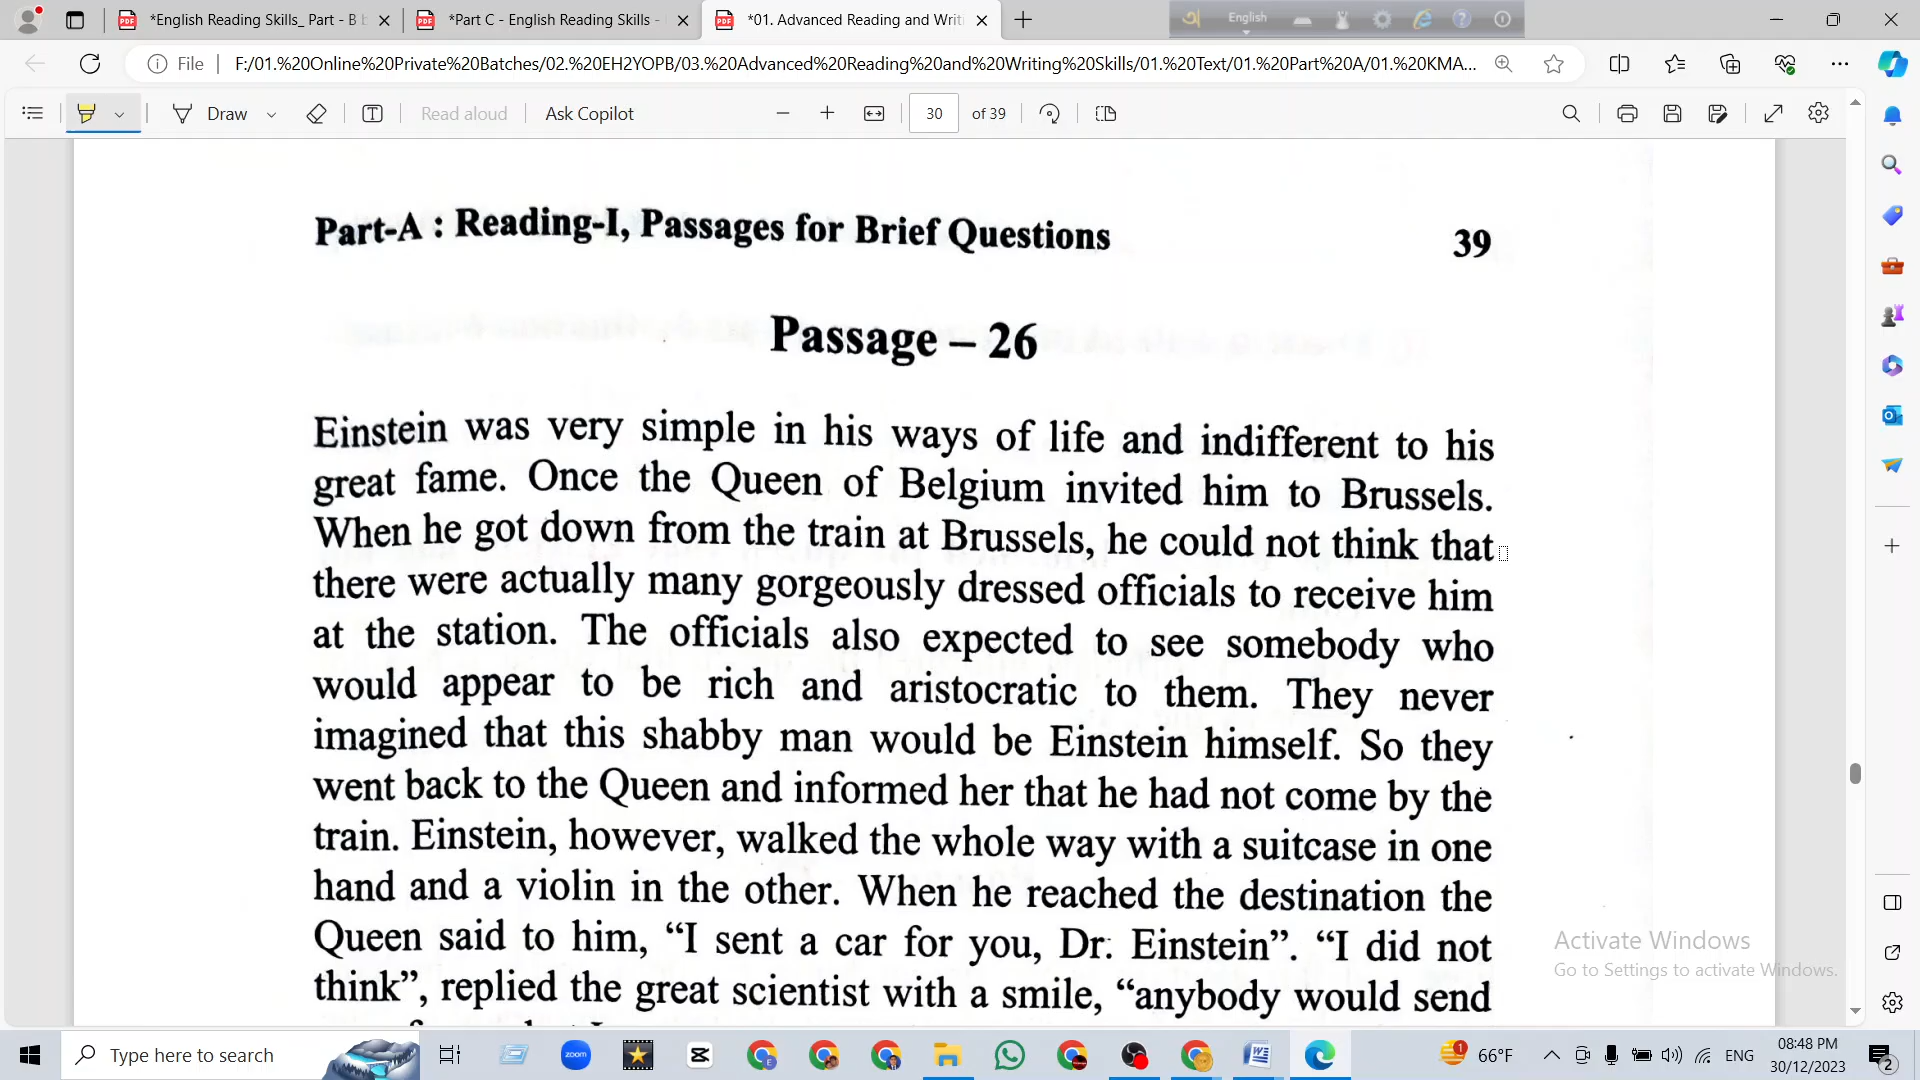 *English Reading Skills_ Part - B b
*Part C - English Reading Skills -
*01. Advanced Reading and Writi
English
File
F:/01.%20Online%20Private%20Batches/02.%20EH2YOPB/03.%20Advanced%20Reading%20and%20Writing%20Skills/01.%20Text/01.%20Part%20A/01.%20KMA...
Draw
Read aloud
Ask Copilot
30
of 39
Part-A : Reading-I, Passages for Brief Questions
39
Passage – 26
Einstein was very simple in his ways of life and indifferent to his
great fame. Once the Queen of Belgium invited him to Brussels.
When he got down from the train at Brussels, he could not think that
there were actually many gorgeously dressed officials to receive him
at the station. The officials also expected to see somebody who
would appear to be rich and aristocratic to them. They never
imagined that this shabby man would be Einstein himself. So they
went back to the Queen and informed her that he had not come by the
train. Einstein, however, walked the whole way with a suitcase in one
hand and a violin in the other. When he reached the destination the
Queen said to him, “I sent a car for you, Dr. Einstein”. “I did not
think”, replied the great scientist with a smile, “anybody would send
Activate Windows
Go to Settings to activate Windows.
Type here to search
zoom
1
66°F
ENG
08:48 PM
30/12/2023
2